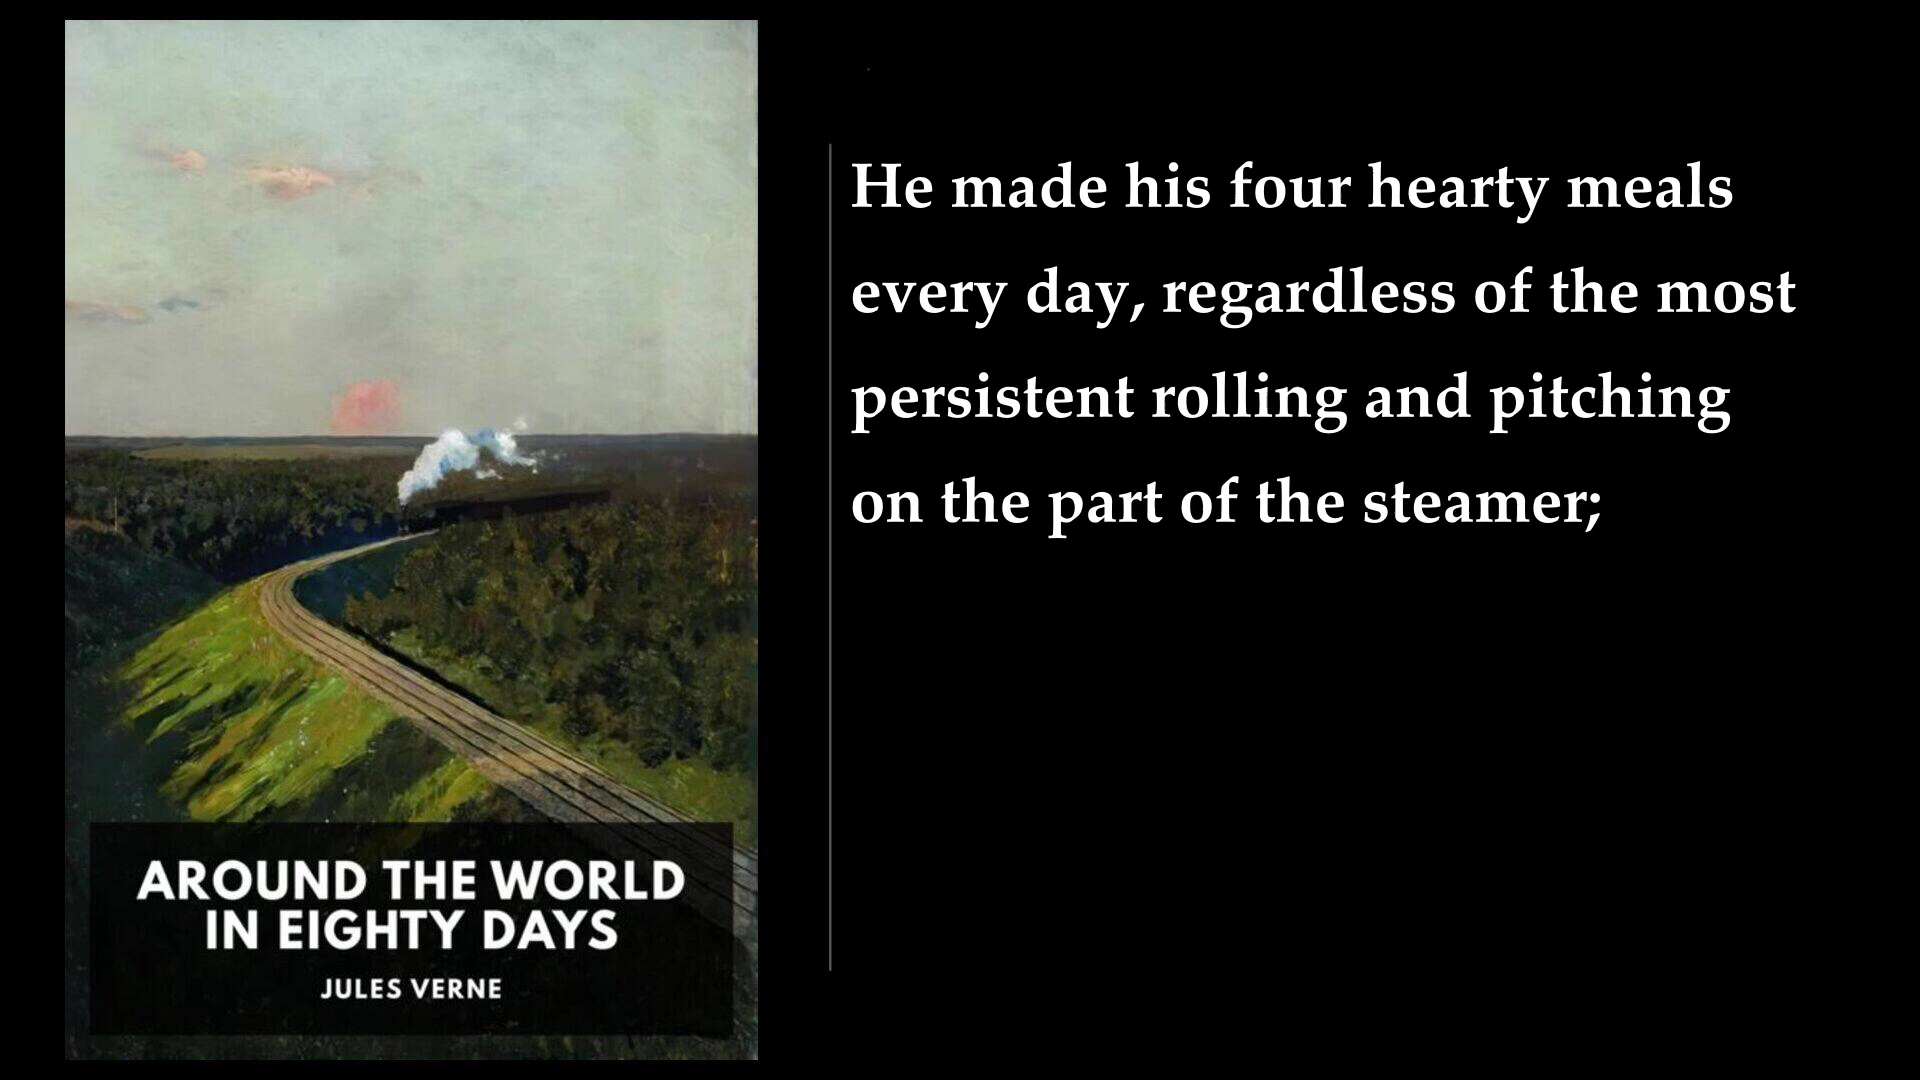 He made his four hearty meals
every day, regardless of the most
persistent rolling and pitching
on the part of the steamer;
AROUND THE WORLD
IN EIGHTY DAYS
JULES VERNE